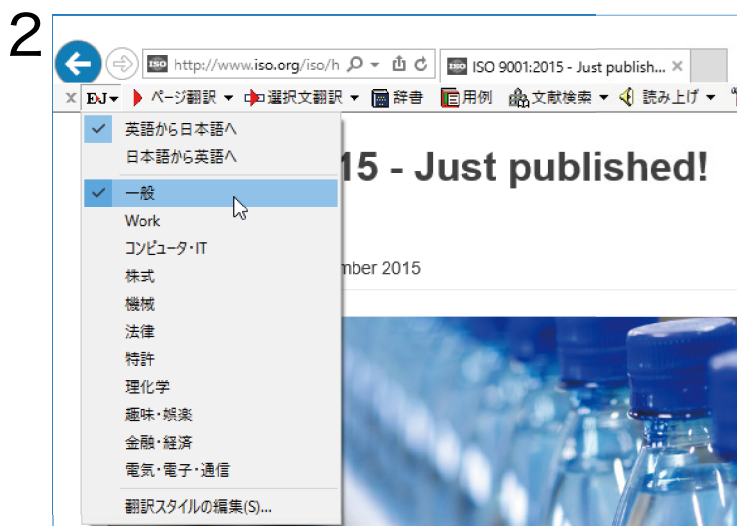 2
http://www.iso.org/iso/h
ISO 9001:2015 - Just publish...
EJ ページ翻訳 選択文翻訳 辞書 用例 文献検索 読み上げ
英語から日本語へ
日本語から英語へ
15 - Just published!
一般
Work
コンピュータ・IT
mber 2015
株式
機械
法律
特許
理化学
趣味・娯楽
金融・経済
電気・電子・通信
翻訳スタイルの編集(S)...